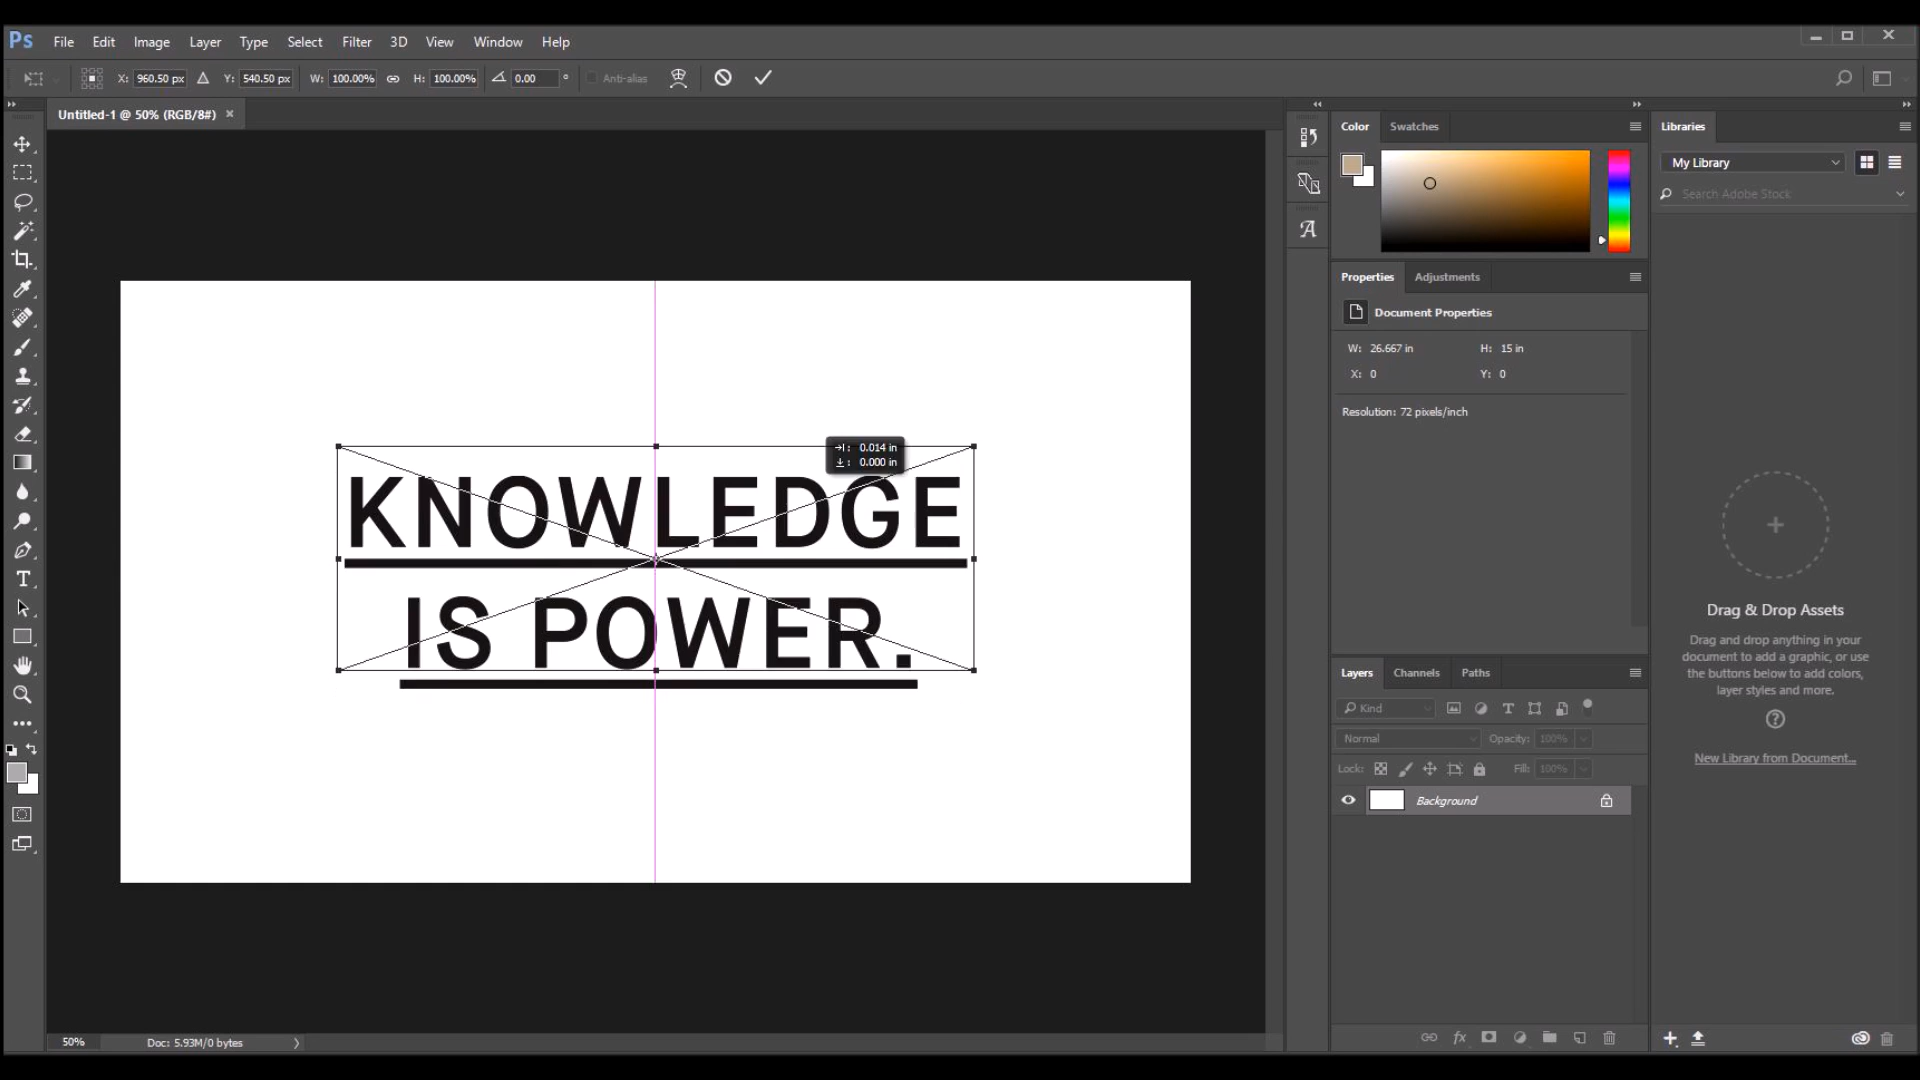 Ps File Edit Image Layer Type Select Filter 3D View Window Help
X: 960.50 px Y: 540.50 px W: 100.00% H: 100.00% 0.00 ° Anti-alias
Untitled-1 @ 50% (RGB/8#) ×
Color Swatches
Libraries
My Library
Search Adobe Stock
Properties Adjustments
Document Properties
W: 26.667 in H: 15 in
X: 0 Y: 0
Resolution: 72 pixels/inch
0.014 in
0.000 in
KNOWLEDGE
IS POWER.
Drag & Drop Assets
Drag and drop anything in your
document to add a graphic, or use
the buttons below to add colors,
layer styles and more.
New Library from Document...
Layers Channels Paths
Kind
Normal Opacity: 100%
Lock: Fill: 100%
Background
50% Doc: 5.93M/0 bytes
fx